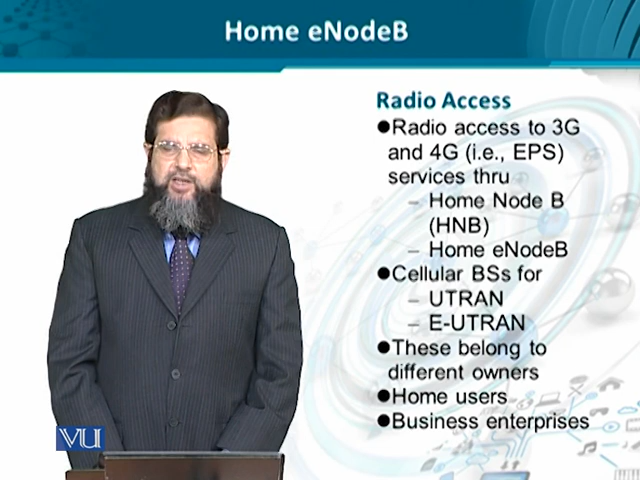 Home eNodeB
Radio Access
●Radio access to 3G
and 4G (i.e., EPS)
services thru
– Home Node B
(HNB)
– Home eNodeB
●Cellular BSs for
– UTRAN
– E-UTRAN
●These belong to
different owners
●Home users
●Business enterprises
VU